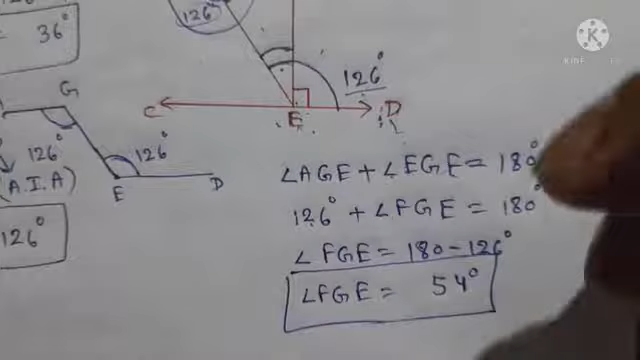 = 36°
126°
G
126°
C
E
D
126°
126°
(A.I.A)
E
D
126°
∠AGE + ∠EGF = 180°
126° + ∠FGE = 180°
∠FGE = 180 - 126°
∠FGE = 54°
K